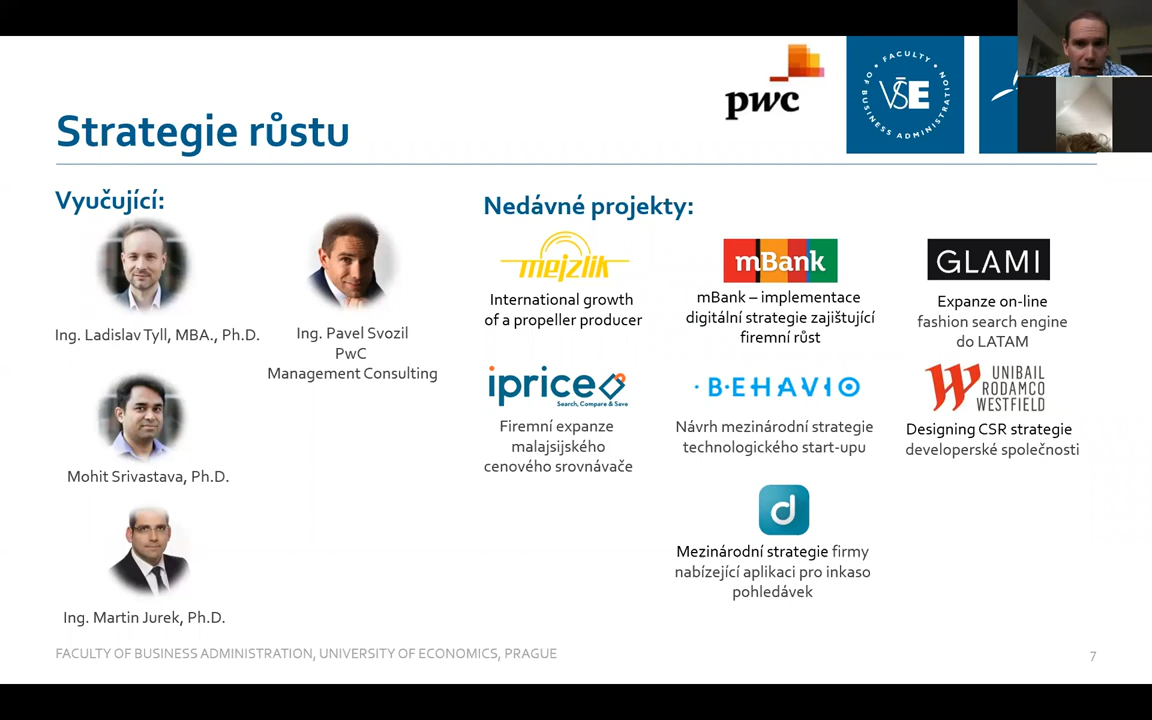 pwc
FACULTY
OF BUSINESS ADMINISTRATION
VŠE
Strategie růstu
Vyučující:
Ing. Ladislav Tyll, MBA., Ph.D.
Ing. Pavel Svozil
PwC
Management Consulting
Mohit Srivastava, Ph.D.
Ing. Martin Jurek, Ph.D.
Nedávné projekty:
mejzlik
International growth
of a propeller producer
mBank
mBank – implementace
digitální strategie zajištující
firemní růst
GLAMI
Expanze on-line
fashion search engine
do LATAM
iprice
Search, Compare & Save
Firemní expanze
malajsijského
cenového srovnávače
BEHAVIO
Návrh mezinárodní strategie
technologického start-upu
UNIBAIL
RODAMCO
WESTFIELD
Designing CSR strategie
developerské společnosti
d
Mezinárodní strategie firmy
nabízející aplikaci pro inkaso
pohledávek
FACULTY OF BUSINESS ADMINISTRATION, UNIVERSITY OF ECONOMICS, PRAGUE
7